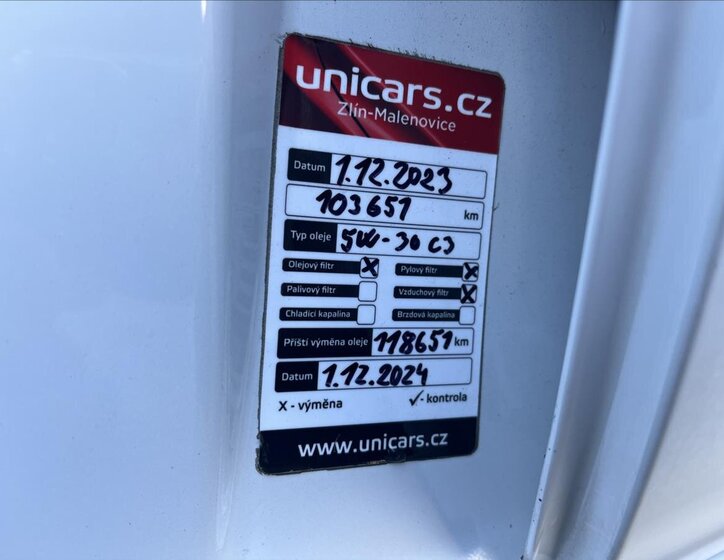 unicars.cz
Zlín-Malenovice
Datum 1.12.2023
103651 km
Typ oleje 5W-30 C3
Olejový filtr X Pylový filtr X
Palivový filtr Vzduchový filtr X
Chladící kapalina Brzdová kapalina
Příští výměna oleje 118651 km
Datum 1.12.2024
X - výměna ✓- kontrola
www.unicars.cz